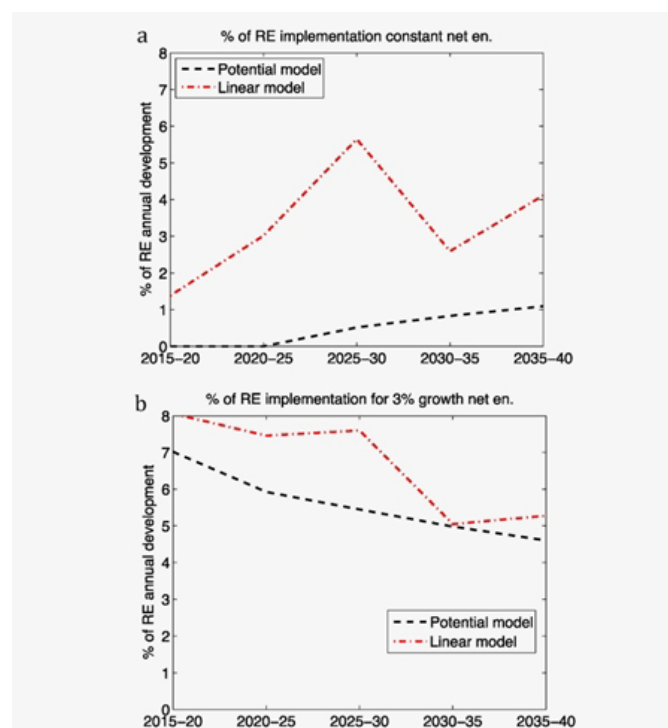 a
% of RE implementation constant net en.
% of RE annual development
8
7
6
5
4
3
2
1
0
Potential model
Linear model
2015–20 2020–25 2025–30 2030–35 2035–40
b
% of RE implementation for 3% growth net en.
% of RE annual development
8
7
6
5
4
3
2
1
0
Potential model
Linear model
2015–20 2020–25 2025–30 2030–35 2035–40